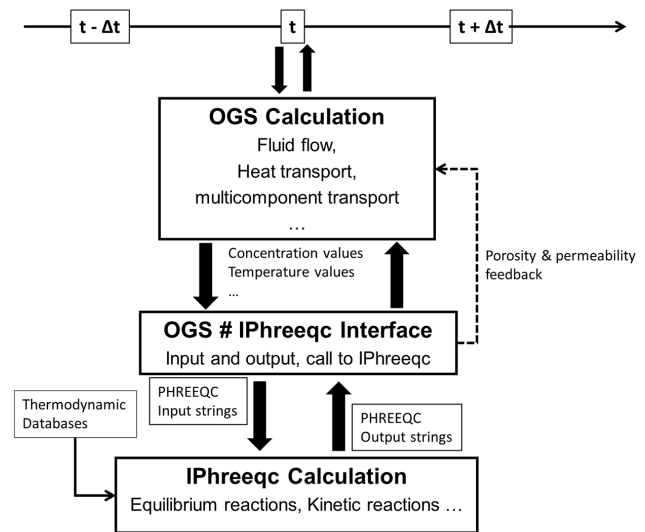 t - Δt
t
t + Δt
OGS Calculation
Fluid flow,
Heat transport,
multicomponent transport
…
Concentration values
Temperature values
…
Porosity & permeability
feedback
OGS # IPhreeqc Interface
Input and output, call to IPhreeqc
PHREEQC
Input strings
Thermodynamic
Databases
PHREEQC
Output strings
IPhreeqc Calculation
Equilibrium reactions, Kinetic reactions …